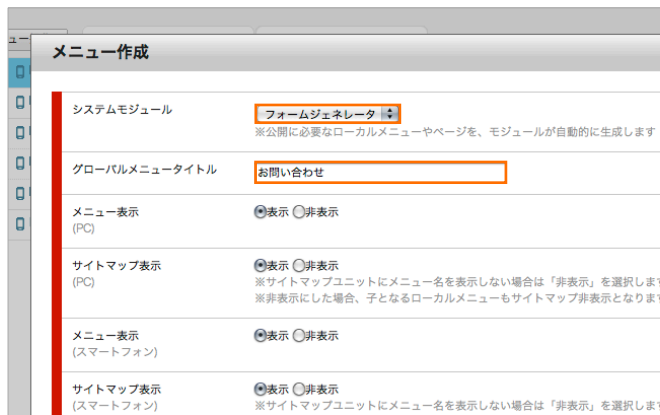 メニュー作成
システムモジュール
フォームジェネレータ
※公開に必要なローカルメニューやページを、モジュールが自動的に生成します
グローバルメニュータイトル
お問い合わせ
メニュー表示
表示 非表示
(PC)
サイトマップ表示
表示 非表示
(PC)
※サイトマップユニットにメニュー名を表示しない場合は「非表示」を選択しま
※非表示にした場合、子となるローカルメニューもサイトマップ非表示となりま
メニュー表示
表示 非表示
(スマートフォン)
サイトマップ表示
表示 非表示
(スマートフォン)
※サイトマップユニットにメニュー名を表示しない場合は「非表示」を選択しま